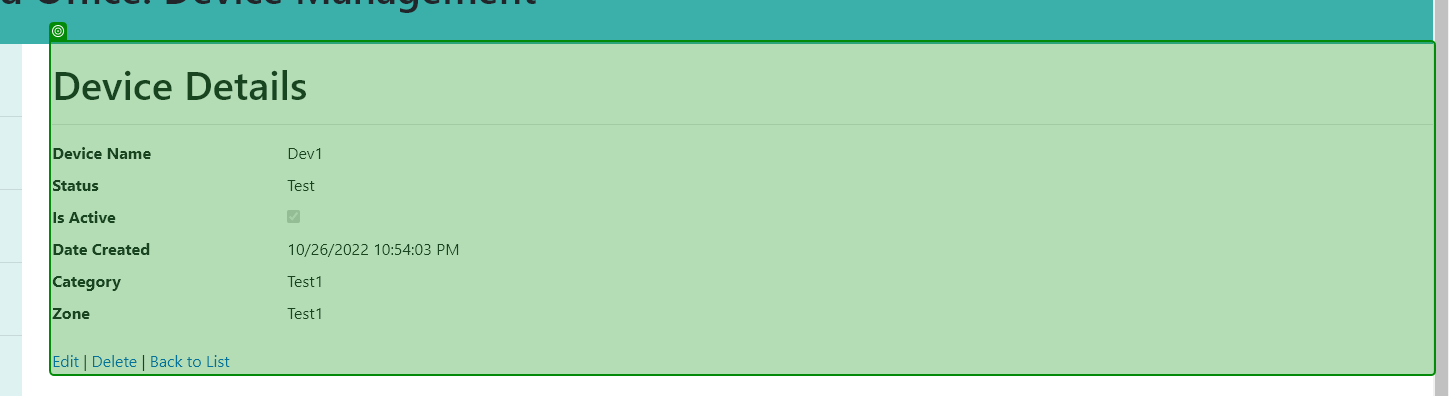 Office: Device Management
Device Details
Device Name Dev1
Status Test
Is Active
Date Created 10/26/2022 10:54:03 PM
Category Test1
Zone Test1
Edit | Delete | Back to List